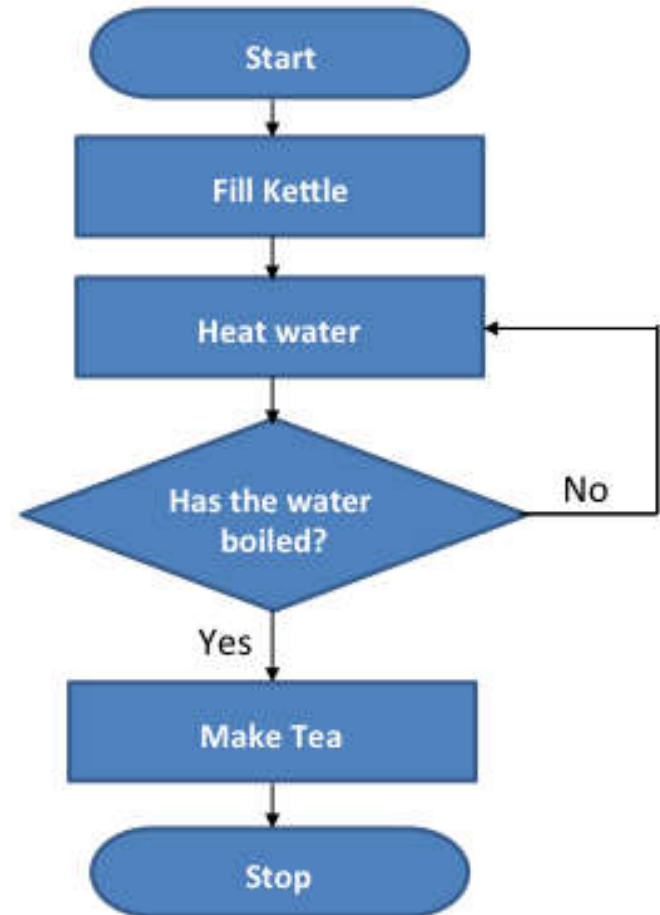 Start
Fill Kettle
Heat water
Has the water
boiled?
No
Yes
Make Tea
Stop